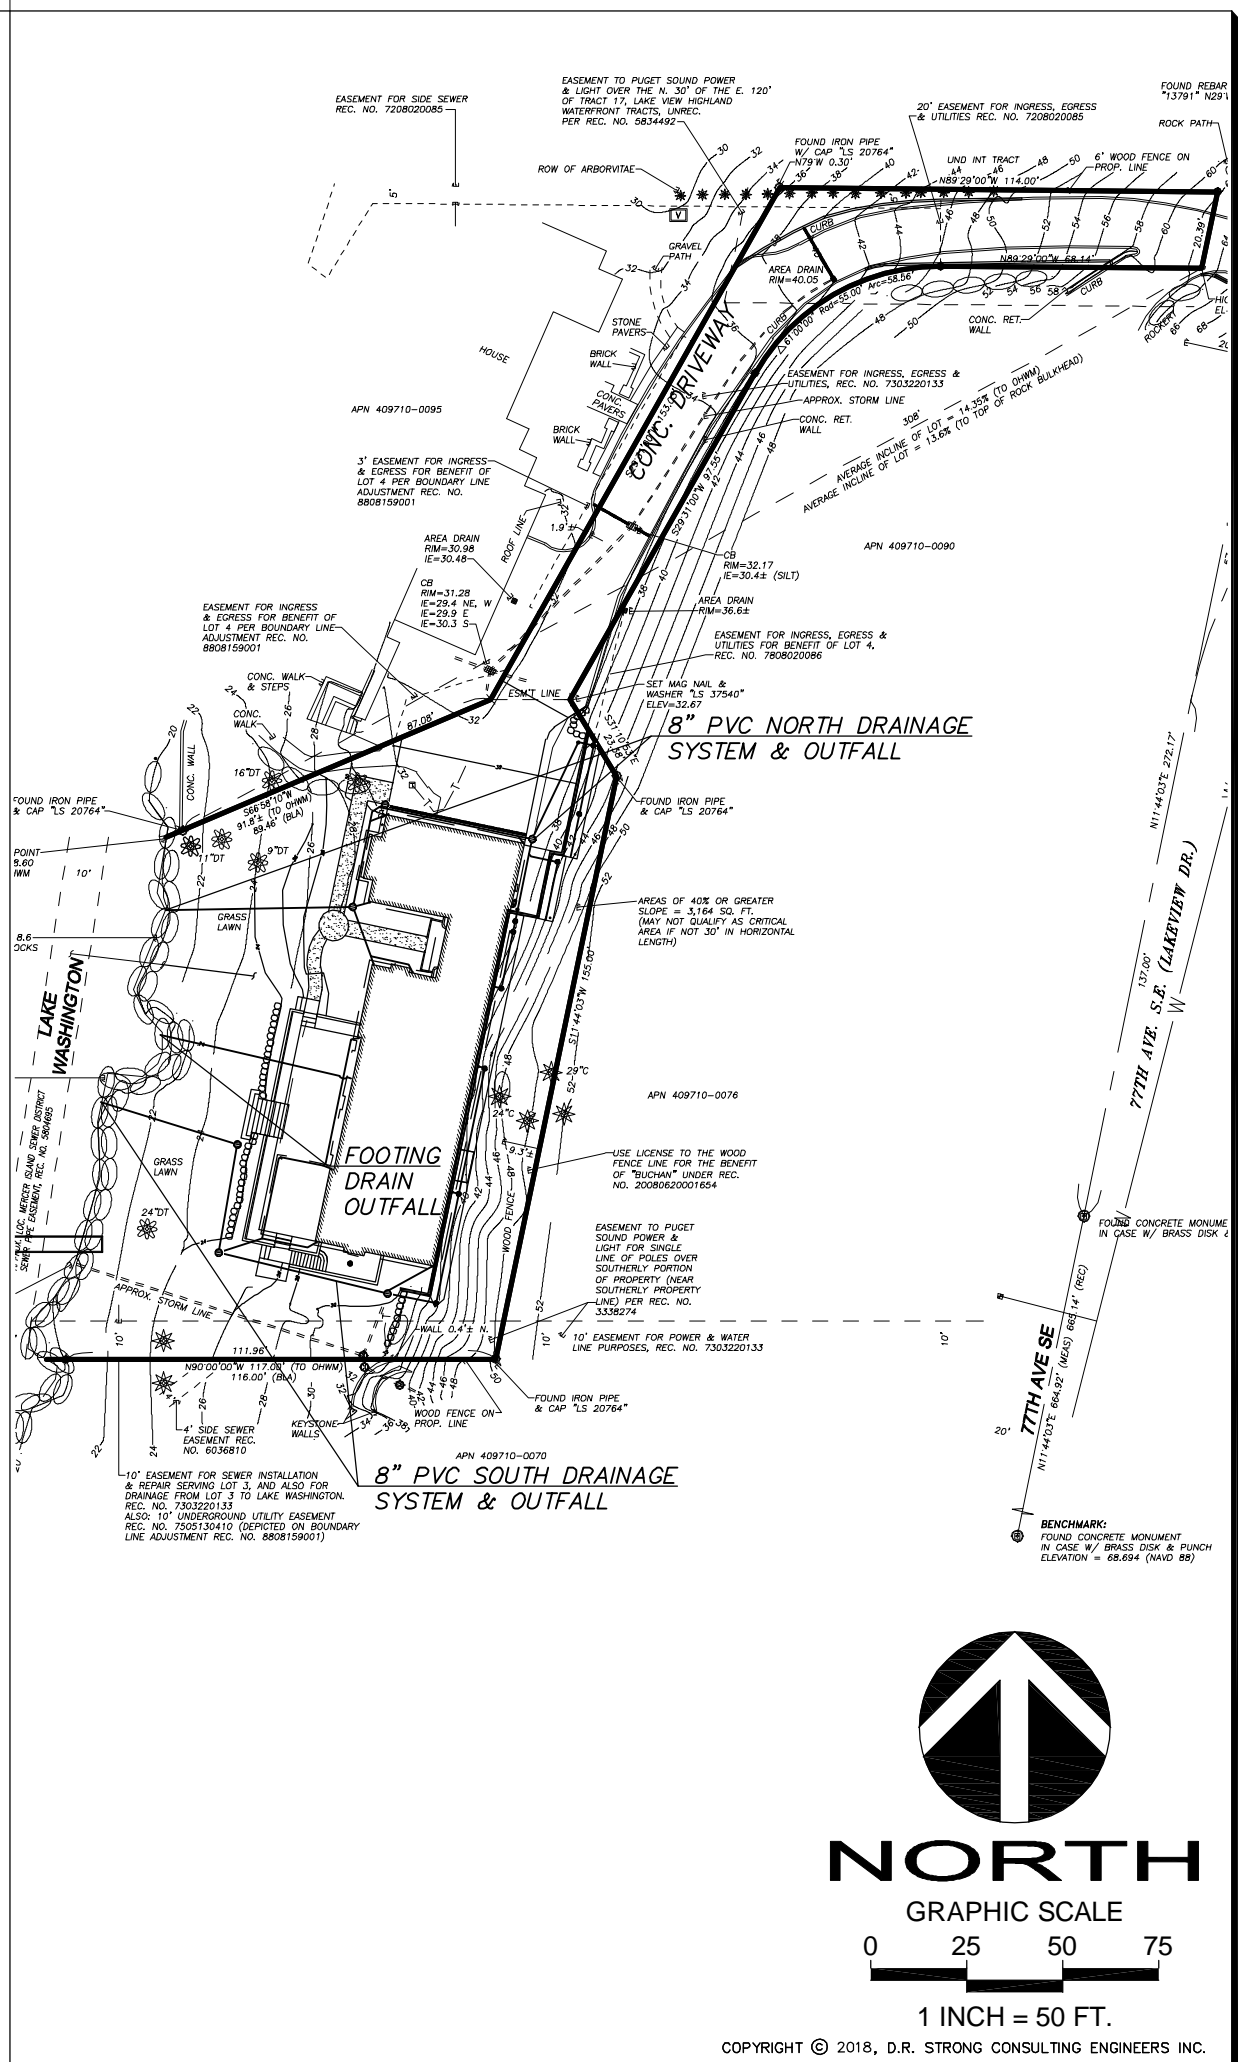 EASEMENT FOR SIDE SEWER
REC. NO. 7208020085
EASEMENT TO PUGET SOUND POWER
& LIGHT OVER THE N. 30' OF THE E. 120'
OF TRACT 17, LAKE VIEW HIGHLAND
WATERFRONT TRACTS, UNREC.
PER REC. NO. 5834492
FOUND REBAR
"13791"
ROCK PATH
20' EASEMENT FOR INGRESS, EGRESS
& UTILITIES REC. NO. 7208020085
FOUND IRON PIPE
W/ CAP "LS 20764"
N79'W 0.30'
ROW OF ARBORVITAE
UND INT TRACT
N89°29'00"W 114.00'
6' WOOD FENCE ON
PROP. LINE
20.39'
N89°29'00"W 68.14'
CURB
GRAVEL
PATH
AREA DRAIN
RIM=40.05
Δ 61°00'00" Rad=55.00' Arc=58.56'
CURB
CURB
CONC. RET.
WALL
ROCKERY
STONE
PAVERS
HOUSE
BRICK
WALL
CONC.
PAVERS
CONC. DRIVEWAY
EASEMENT FOR INGRESS, EGRESS &
UTILITIES, REC. NO. 7303220133
APPROX. STORM LINE
CONC. RET.
WALL
308'
AVERAGE INCLINE OF LOT = 14.35% (TO OHWM)
AVERAGE INCLINE OF LOT = 13.6% (TO TOP OF ROCK BULKHEAD)
APN 409710-0095
BRICK
WALL
S29°31'00"W 97.55'
3' EASEMENT FOR INGRESS
& EGRESS FOR BENEFIT OF
LOT 4 PER BOUNDARY LINE
ADJUSTMENT REC. NO.
8808159001
1.9'±
ROOF LINE
AREA DRAIN
RIM=30.98
IE=30.48
APN 409710-0090
CB
RIM=32.17
IE=30.4± (SILT)
CB
RIM=31.28
IE=29.4 NE, W
IE=29.9 E
IE=30.3 S
AREA DRAIN
RIM=36.6±
EASEMENT FOR INGRESS
& EGRESS FOR BENEFIT OF
LOT 4 PER BOUNDARY LINE
ADJUSTMENT REC. NO.
8808159001
EASEMENT FOR INGRESS, EGRESS &
UTILITIES FOR BENEFIT OF LOT 4,
REC. NO. 7808020086
CONC. WALK
& STEPS
ESM'T LINE
SET MAG NAIL &
WASHER "LS 37540"
ELEV=32.67
CONC.
WALK
87.08'
8" PVC NORTH DRAINAGE
SYSTEM & OUTFALL
CONC. WALL
16"DT
S66°58'10"W
91.8'± (TO OHWM)
89.46' (BLA)
FOUND IRON PIPE
& CAP "LS 20764"
FOUND IRON PIPE
& CAP "LS 20764"
11"DT
9"DT
POINT
10'
GRASS
LAWN
AREAS OF 40% OR GREATER
SLOPE = 3,164 SQ. FT.
(MAY NOT QUALIFY AS CRITICAL
AREA IF NOT 30' IN HORIZONTAL
LENGTH)
LAKE
WASHINGTON
S11°44'03"W 155.00'
N11°44'03"E 272.17'
137.00'
77TH AVE. S.E. (LAKEVIEW DR.)
29"C
24"C
APN 409710-0076
9.3'±
FOOTING
DRAIN
OUTFALL
GRASS
LAWN
USE LICENSE TO THE WOOD
FENCE LINE FOR THE BENEFIT
OF "BUCHAN" UNDER REC.
NO. 20080620001654
24"DT
WOOD FENCE
EASEMENT TO PUGET
SOUND POWER &
LIGHT FOR SINGLE
LINE OF POLES OVER
SOUTHERLY PORTION
OF PROPERTY (NEAR
SOUTHERLY PROPERTY
LINE) PER REC. NO.
3338274
FOUND CONCRETE MONUME
IN CASE W/ BRASS DISK &
APPROX. STORM LINE
WALL 0.4'± N.
10' EASEMENT FOR POWER & WATER
LINE PURPOSES, REC. NO. 7303220133
111.96'
N90°00'00"W 117.00' (TO OHWM)
116.00' (BLA)
77TH AVE SE
N11°44'03"E 664.92' (MEAS) 665.14' (REC)
4' SIDE SEWER
EASEMENT REC.
NO. 6036810
KEYSTONE
WALLS
WOOD FENCE ON
PROP. LINE
FOUND IRON PIPE
& CAP "LS 20764"
20'
APN 409710-0070
8" PVC SOUTH DRAINAGE
SYSTEM & OUTFALL
10' EASEMENT FOR SEWER INSTALLATION
& REPAIR SERVING LOT 3, AND ALSO FOR
DRAINAGE FROM LOT 3 TO LAKE WASHINGTON.
REC. NO. 7303220133
ALSO: 10' UNDERGROUND UTILITY EASEMENT
REC. NO. 7505130410 (DEPICTED ON BOUNDARY
LINE ADJUSTMENT REC. NO. 8808159001)
BENCHMARK:
FOUND CONCRETE MONUMENT
IN CASE W/ BRASS DISK & PUNCH
ELEVATION = 68.694 (NAVD 88)
NORTH
GRAPHIC SCALE
0 25 50 75
1 INCH = 50 FT.
COPYRIGHT © 2018, D.R. STRONG CONSULTING ENGINEERS INC.